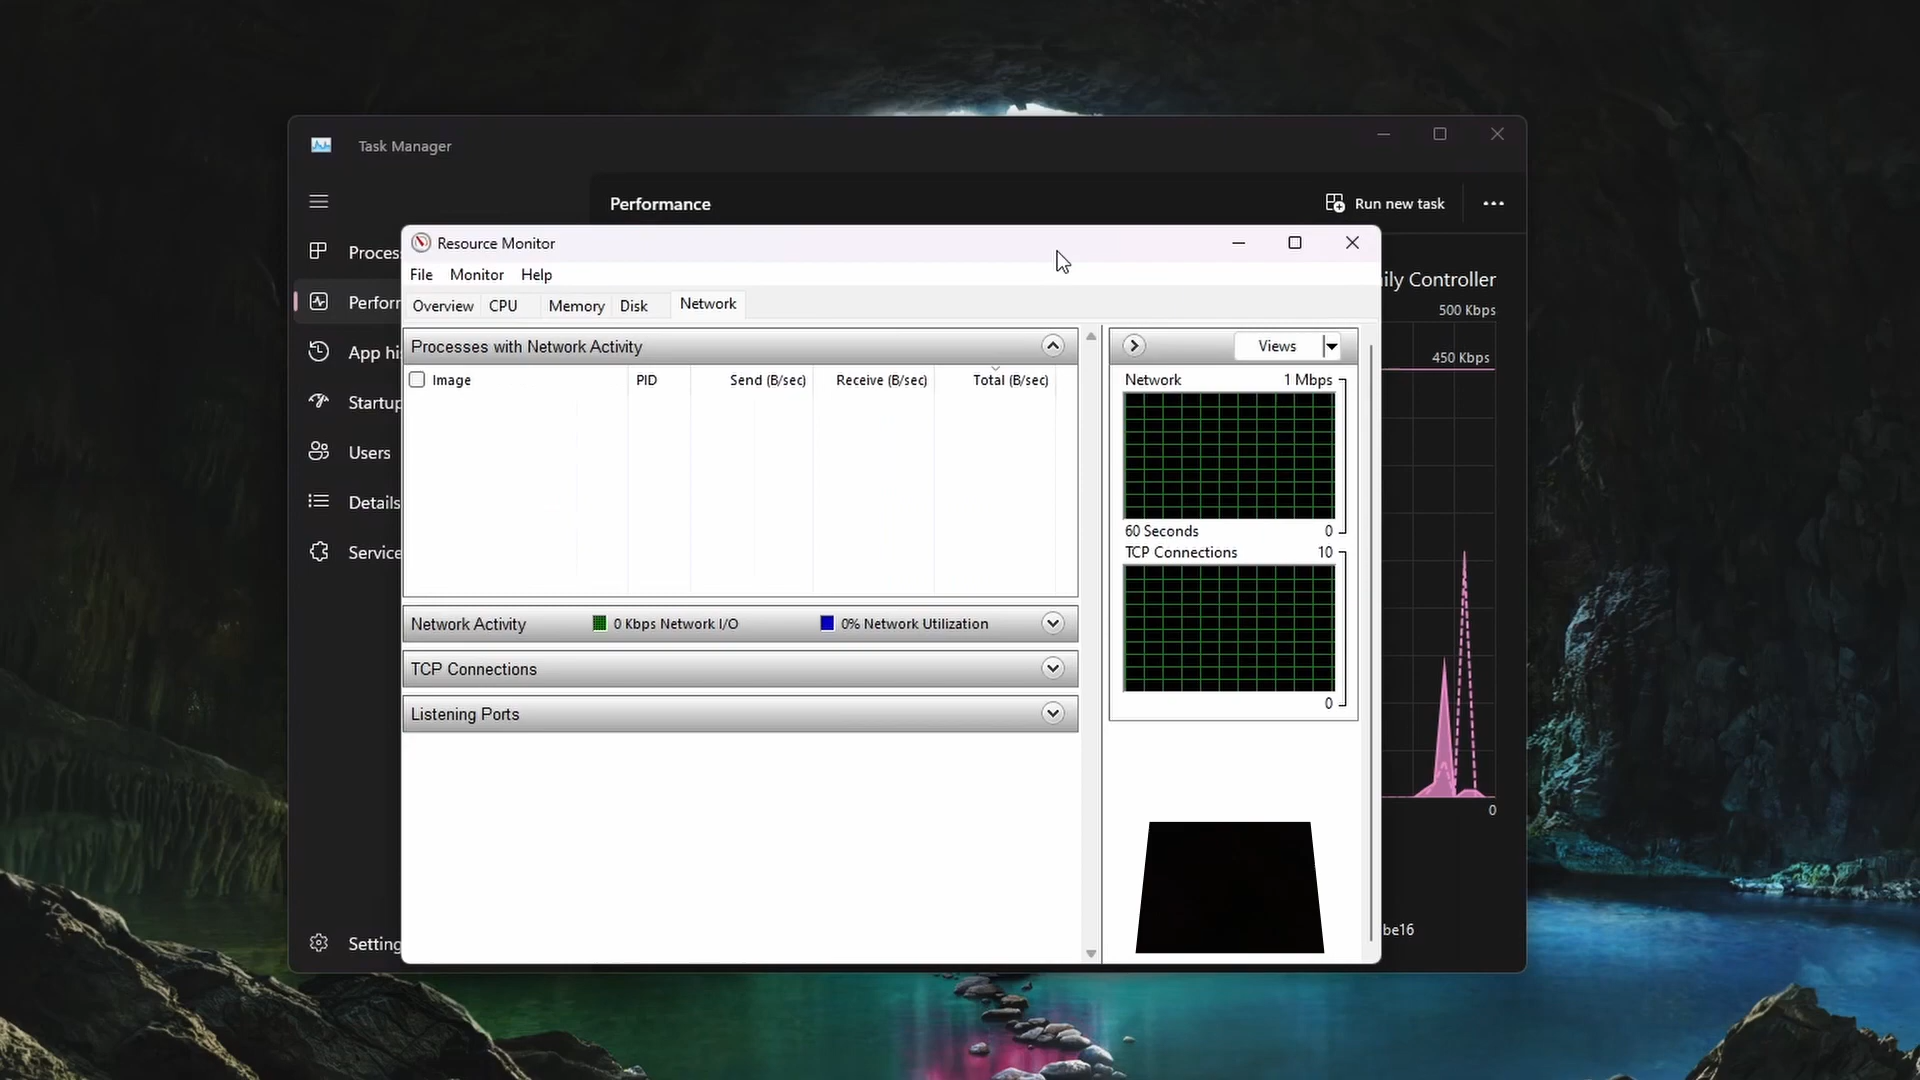 Task Manager
Performance
Run new task
Proces
Perforr
App hi
Startup
Users
Details
Service
Setting
ily Controller
500 Kbps
450 Kbps
0
be16
Resource Monitor
File Monitor Help
Overview CPU Memory Disk Network
Processes with Network Activity
Image PID Send (B/sec) Receive (B/sec) Total (B/sec)
Network Activity 0 Kbps Network I/O 0% Network Utilization
TCP Connections
Listening Ports
Views
Network 1 Mbps
60 Seconds 0
TCP Connections 10
0